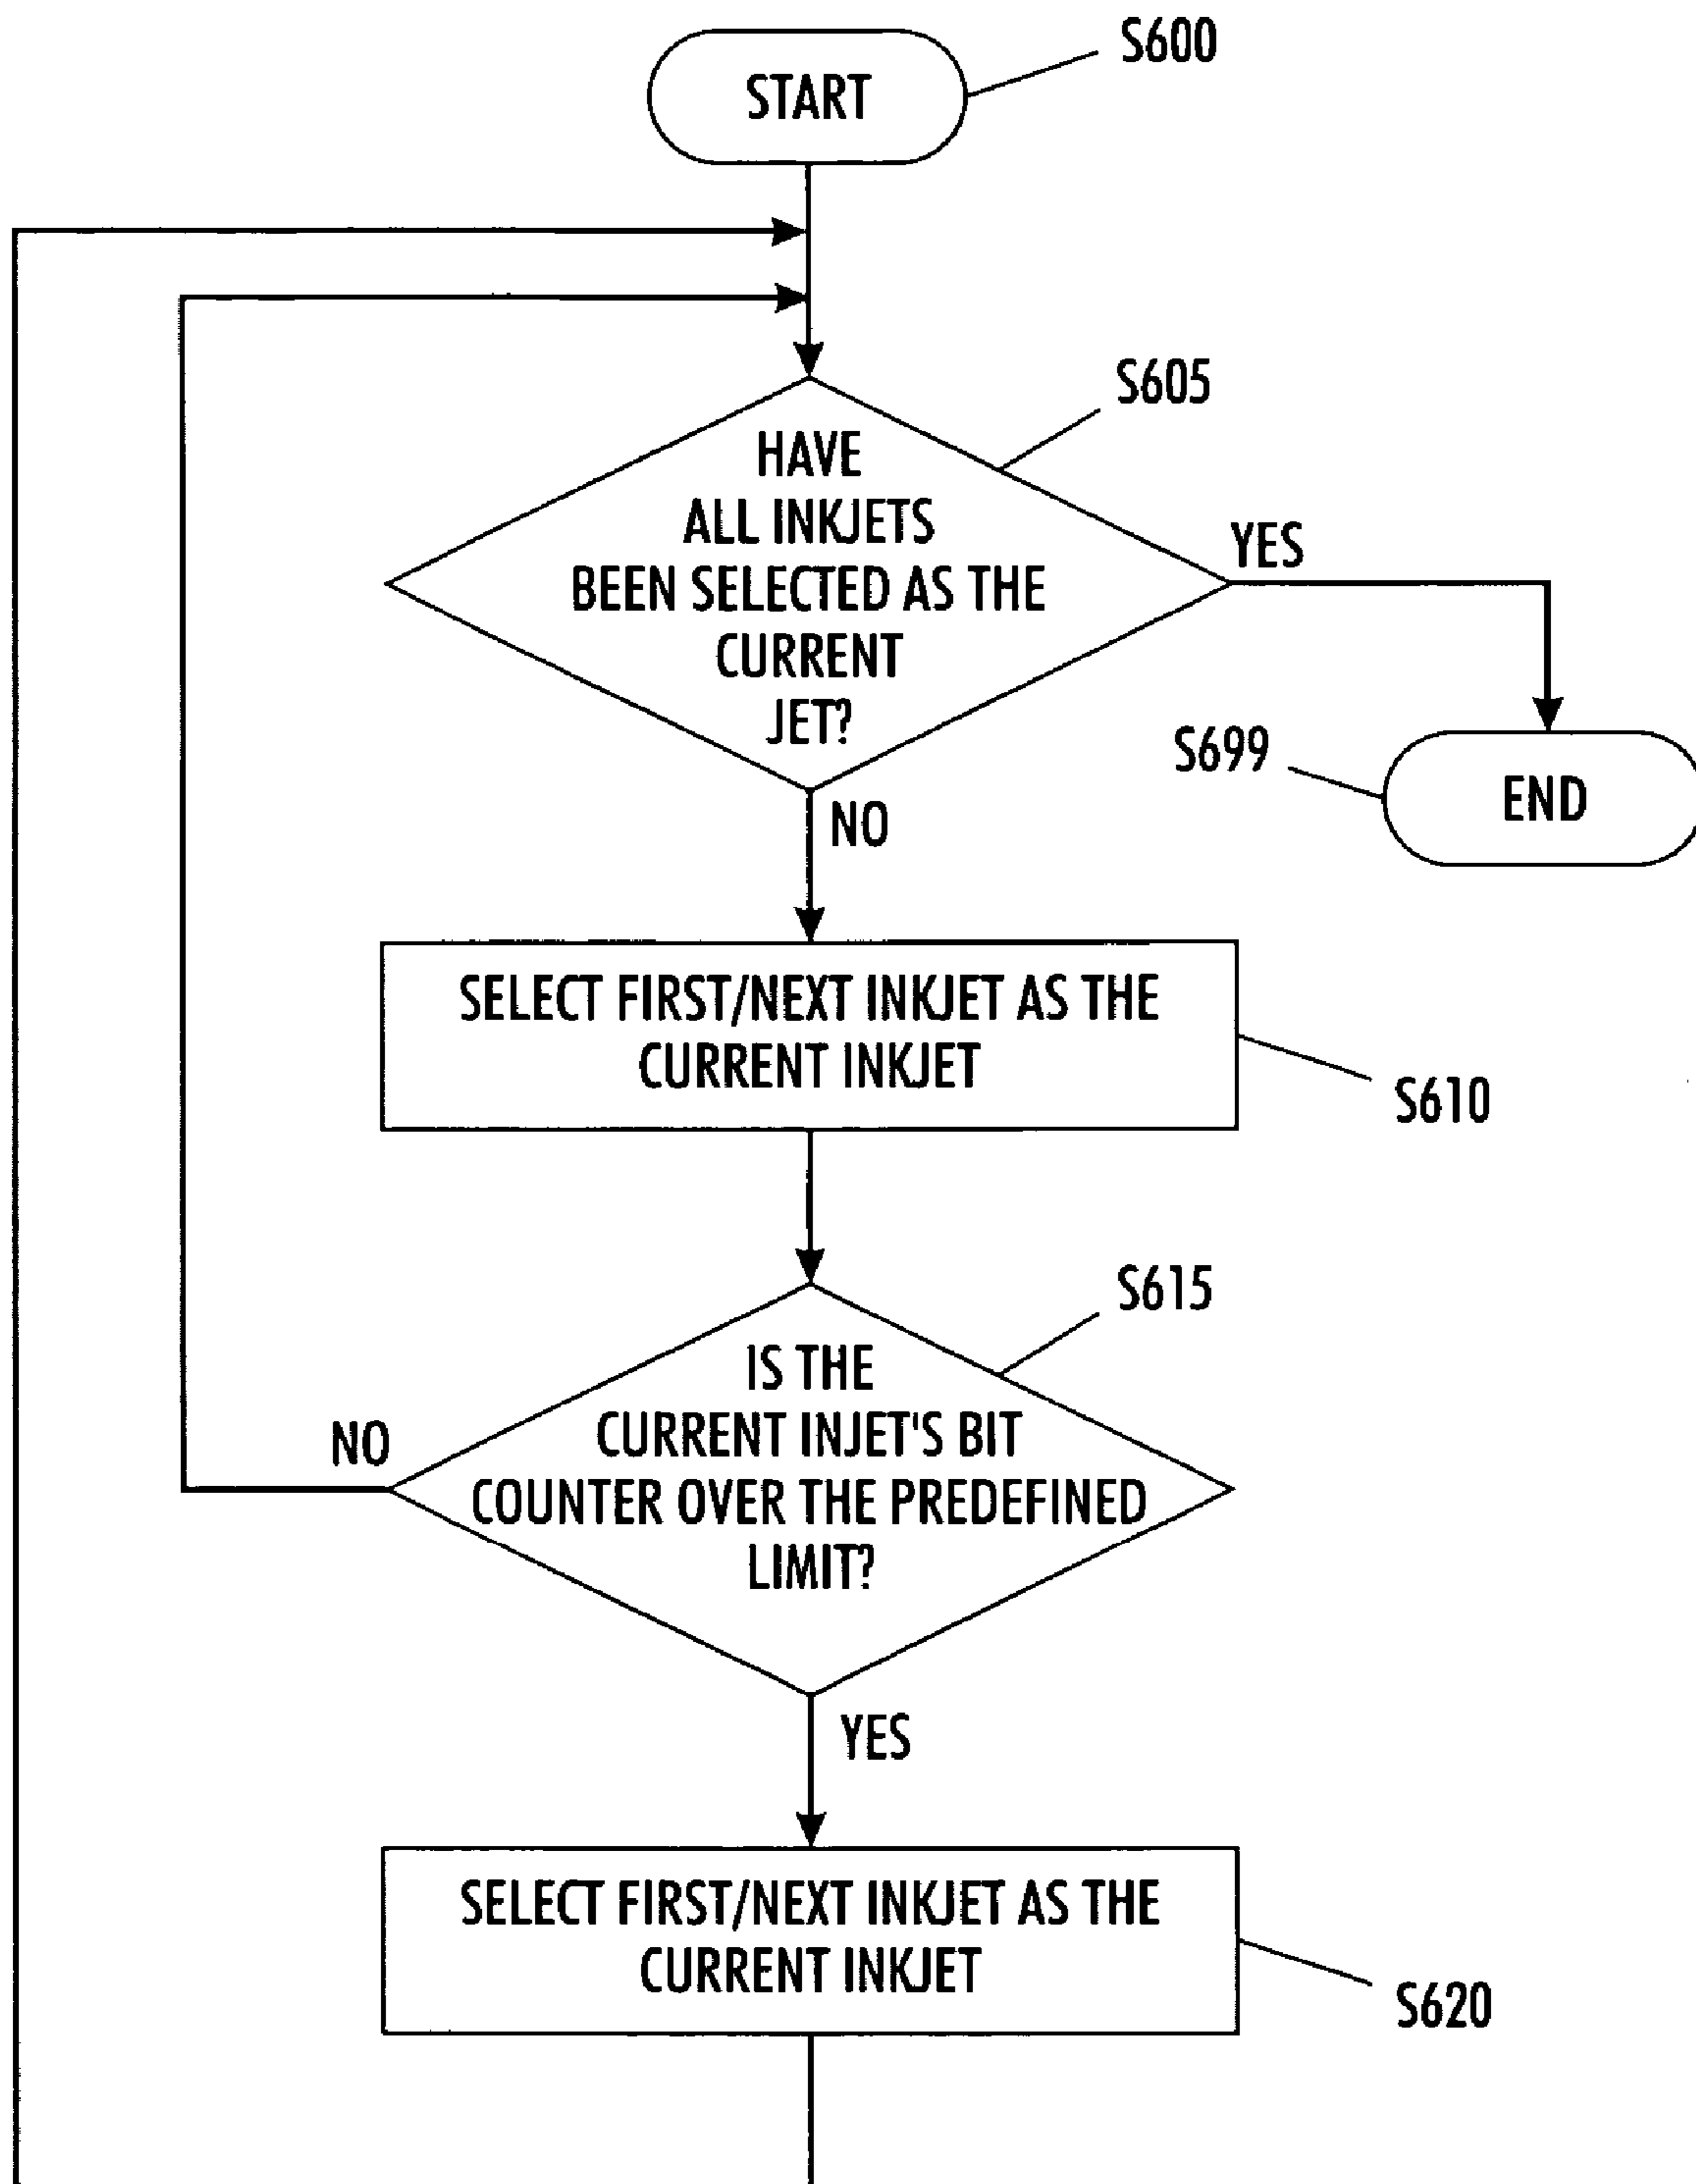 S600
START
S605
HAVE
ALL INKJETS
BEEN SELECTED AS THE
CURRENT
JET?
YES
S699
END
NO
SELECT FIRST/NEXT INKJET AS THE
CURRENT INKJET
S610
S615
IS THE
CURRENT INJET'S BIT
COUNTER OVER THE PREDEFINED
LIMIT?
NO
YES
SELECT FIRST/NEXT INKJET AS THE
CURRENT INKJET
S620